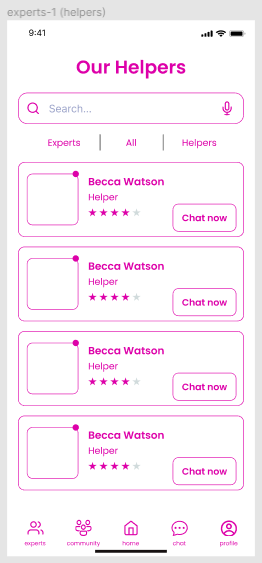 experts-1 (helpers)
9:41
Our Helpers
Search...
Experts All Helpers
Becca Watson
Helper
Chat now
Becca Watson
Helper
Chat now
Becca Watson
Helper
Chat now
Becca Watson
Helper
Chat now
experts community home chat profile